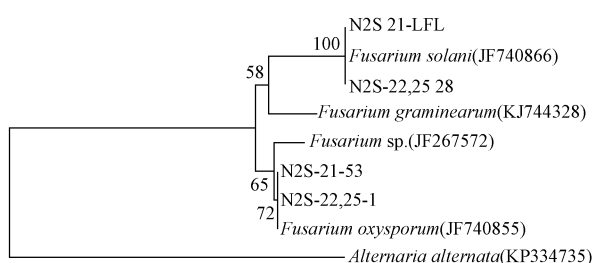 N2S 21-LFL
100
Fusarium solani(JF740866)
N2S-22,25 28
58
Fusarium graminearum(KJ744328)
Fusarium sp.(JF267572)
N2S-21-53
65
N2S-22,25-1
72
Fusarium oxysporum(JF740855)
Alternaria alternata(KP334735)